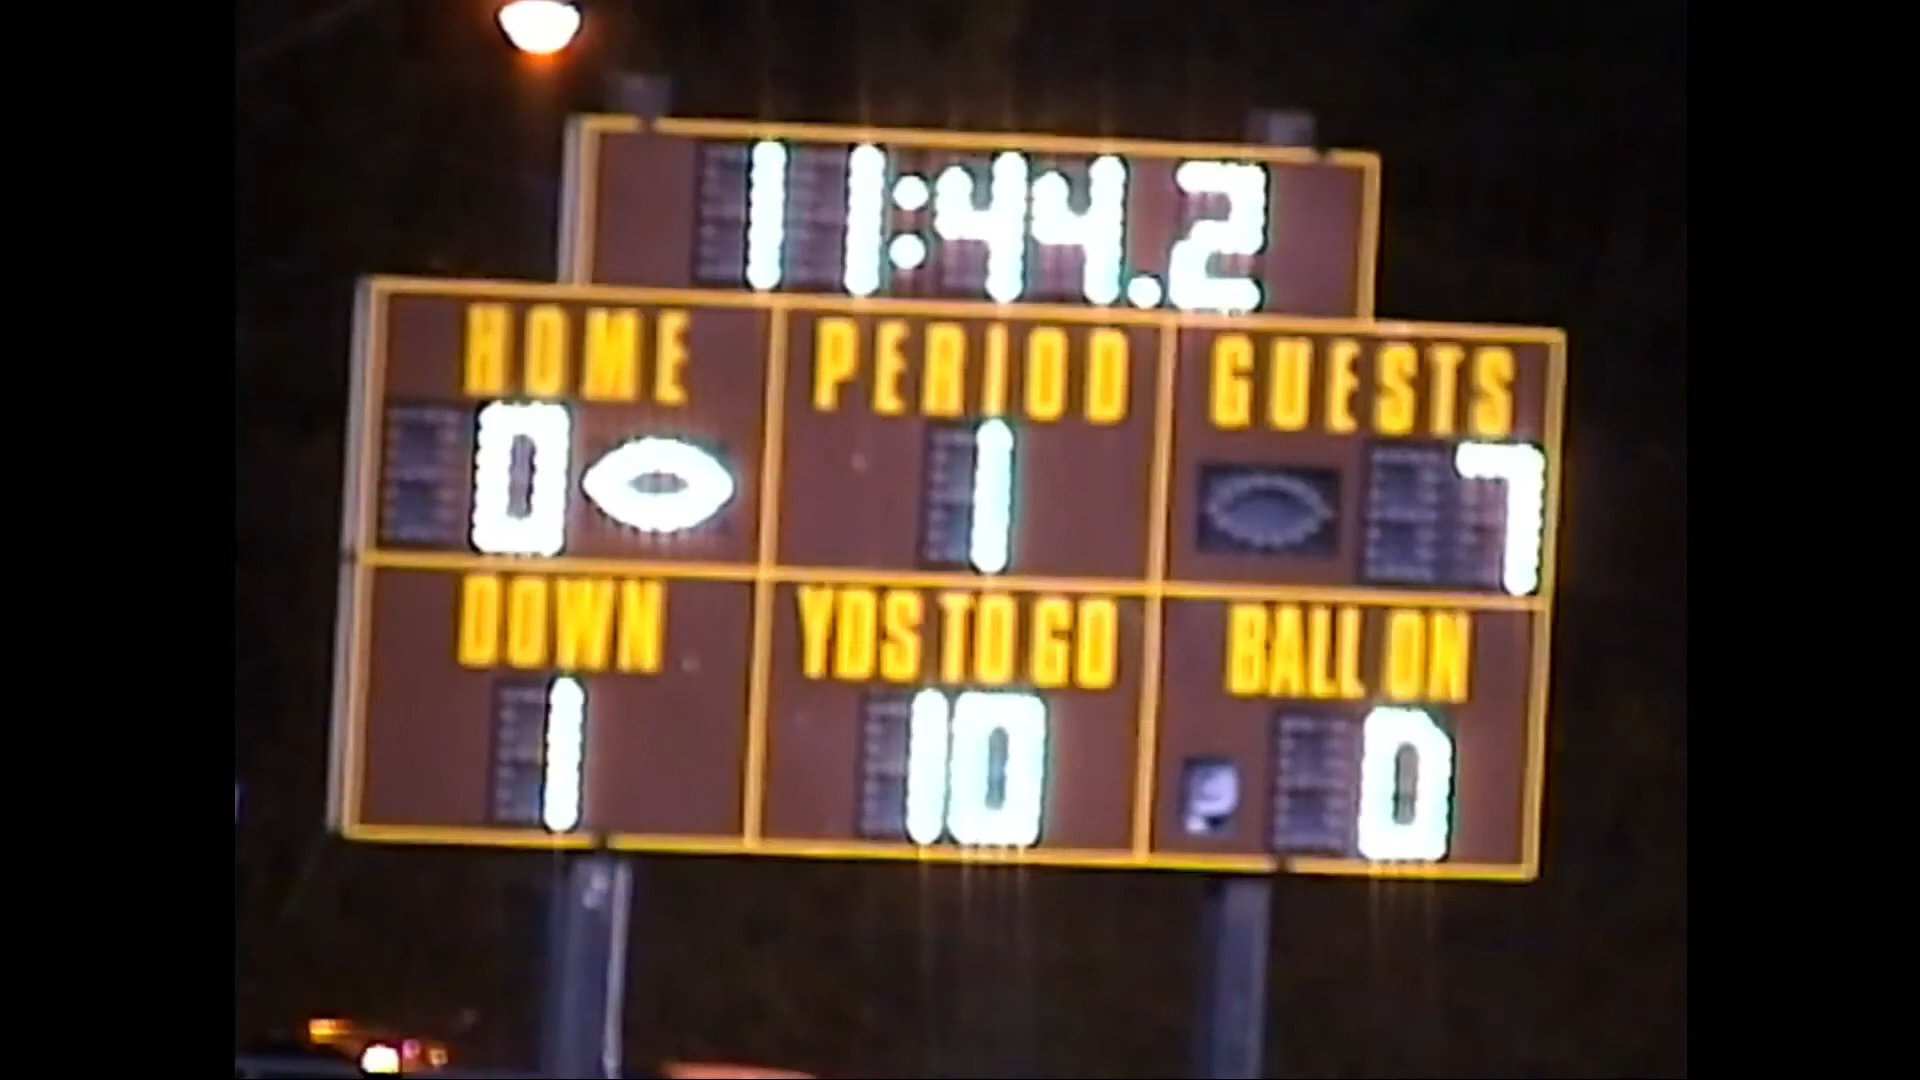 11:44.2
HOME PERIOD GUESTS
0 1 7
DOWN YDS TO GO BALL ON
1 10 0